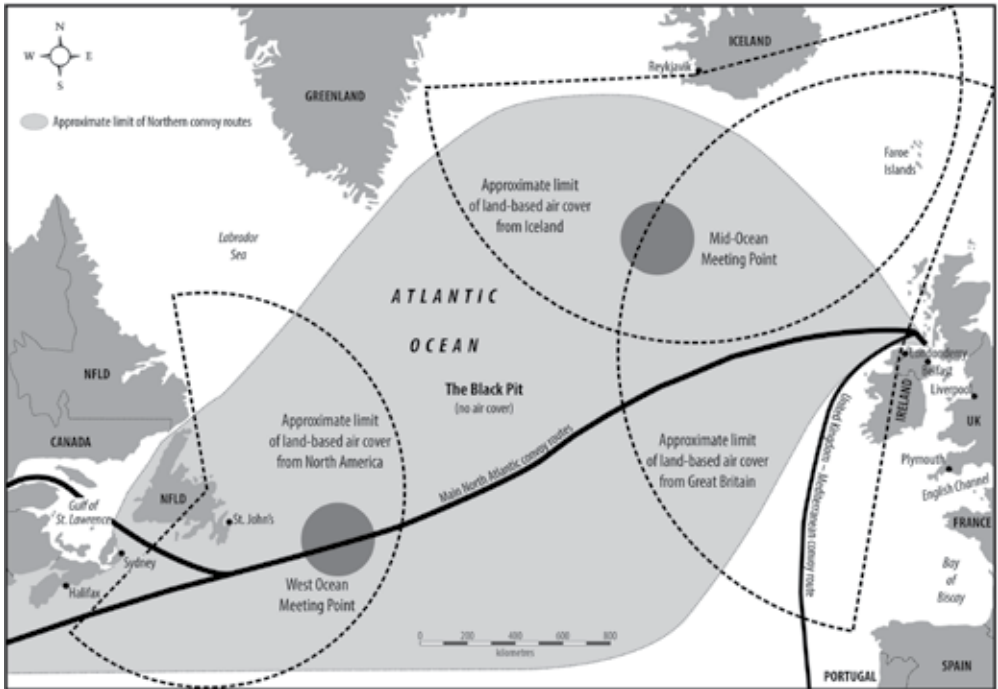 N
W E
S
Approximate limit of Northern convoy routes
GREENLAND
ICELAND
Reykjavik
Faroe
Islands
Labrador
Sea
Approximate limit
of land-based air cover
from Iceland
Mid-Ocean
Meeting Point
ATLANTIC
OCEAN
The Black Pit
(no air cover)
NFLD
CANADA
Gulf of
St. Lawrence
NFLD
St. John's
Sydney
Halifax
Approximate limit
of land-based air cover
from North America
West Ocean
Meeting Point
Main North Atlantic convoy routes
Approximate limit
of land-based air cover
from Great Britain
United Kingdom – Mediterranean convoy route
Londonderry
Belfast
Liverpool
IRELAND
UK
Plymouth
English Channel
FRANCE
Bay
of
Biscay
PORTUGAL
SPAIN
0 200 400 600 800
kilometres